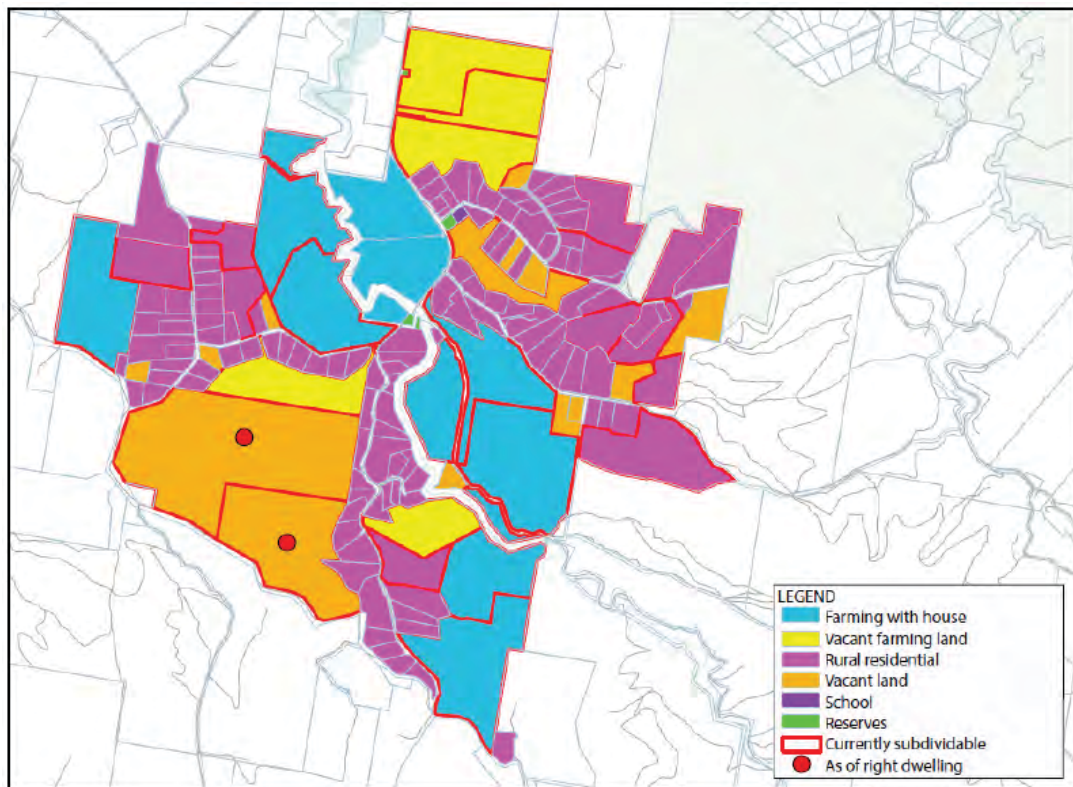 LEGEND
Farming with house
Vacant farming land
Rural residential
Vacant land
School
Reserves
Currently subdividable
As of right dwelling